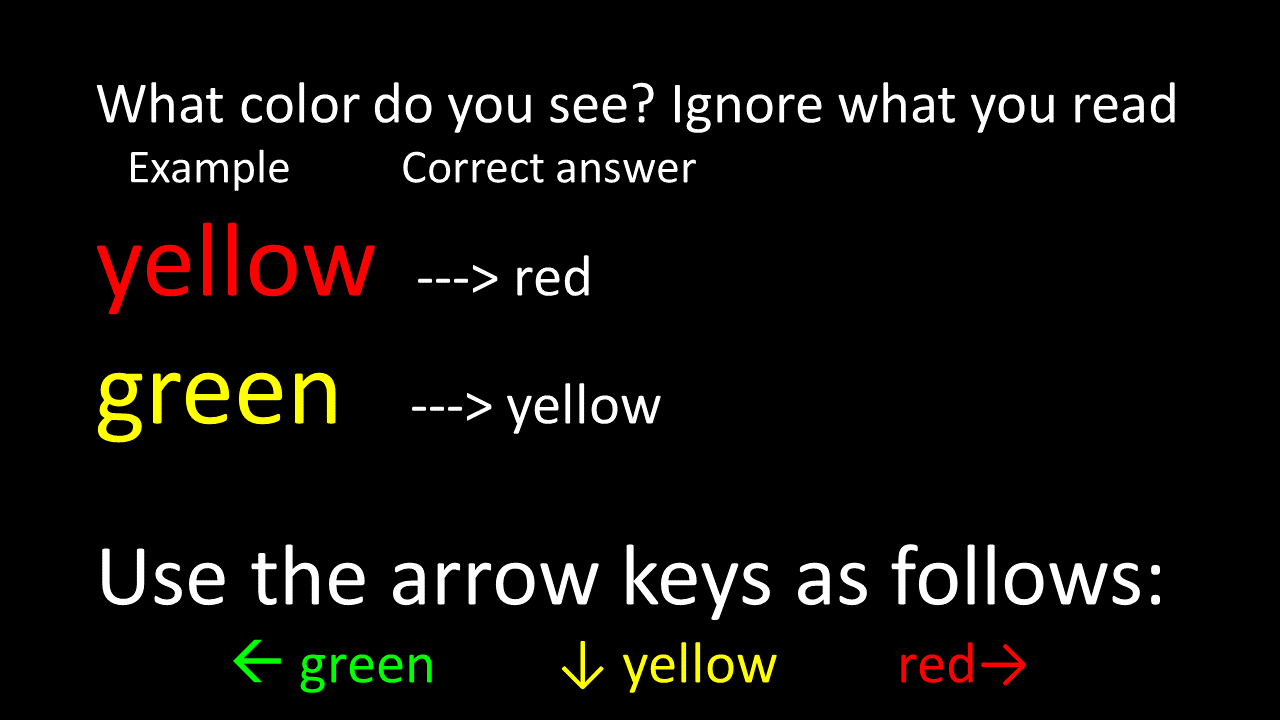 What color do you see? Ignore what you read
Example Correct answer
yellow ---> red
green ---> yellow
Use the arrow keys as follows:
← green ↓ yellow red→